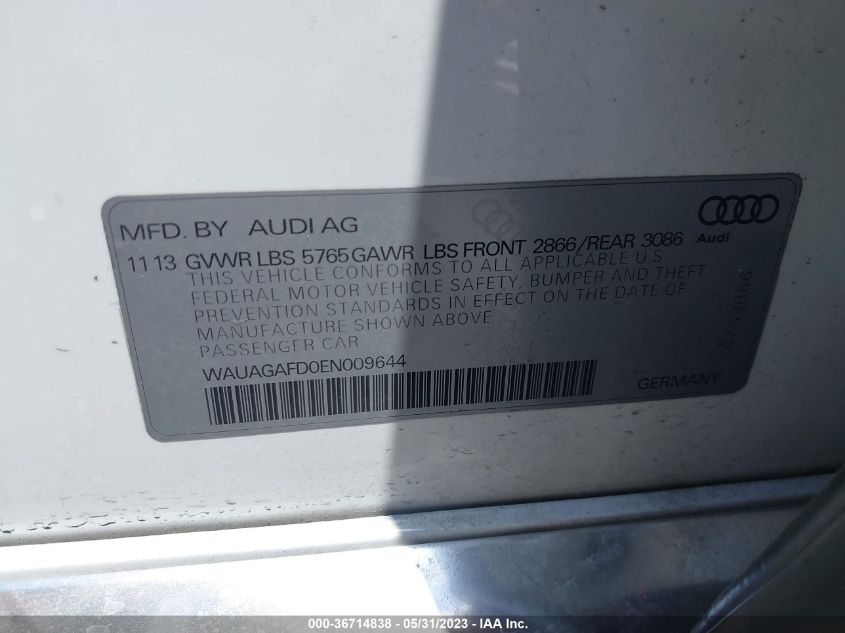 MFD. BY AUDI AG
11 13 GVWR LBS 5765 GAWR LBS FRONT 2866/REAR 3086
Audi
THIS VEHICLE CONFORMS TO ALL APPLICABLE U.S
FEDERAL MOTOR VEHICLE SAFETY, BUMPER AND THEFT
PREVENTION STANDARDS IN EFFECT ON THE DATE OF
MANUFACTURE SHOWN ABOVE
PASSENGER CAR
WAUAGAFD0EN009644
GERMANY
000-36714838 - 05/31/2023 - IAA Inc.